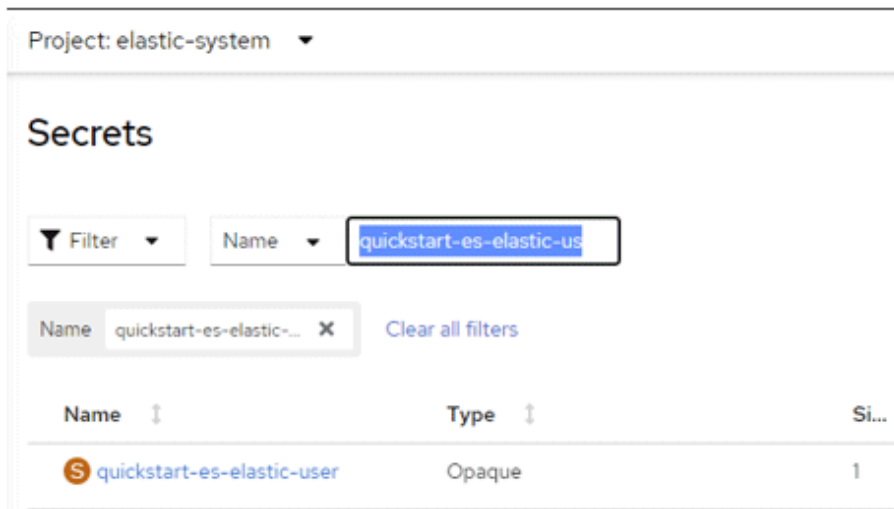 Project: elastic-system
Secrets
Filter Name quickstart-es-elastic-us
Name quickstart-es-elastic-... Clear all filters
Name Type Si...
S quickstart-es-elastic-user Opaque 1